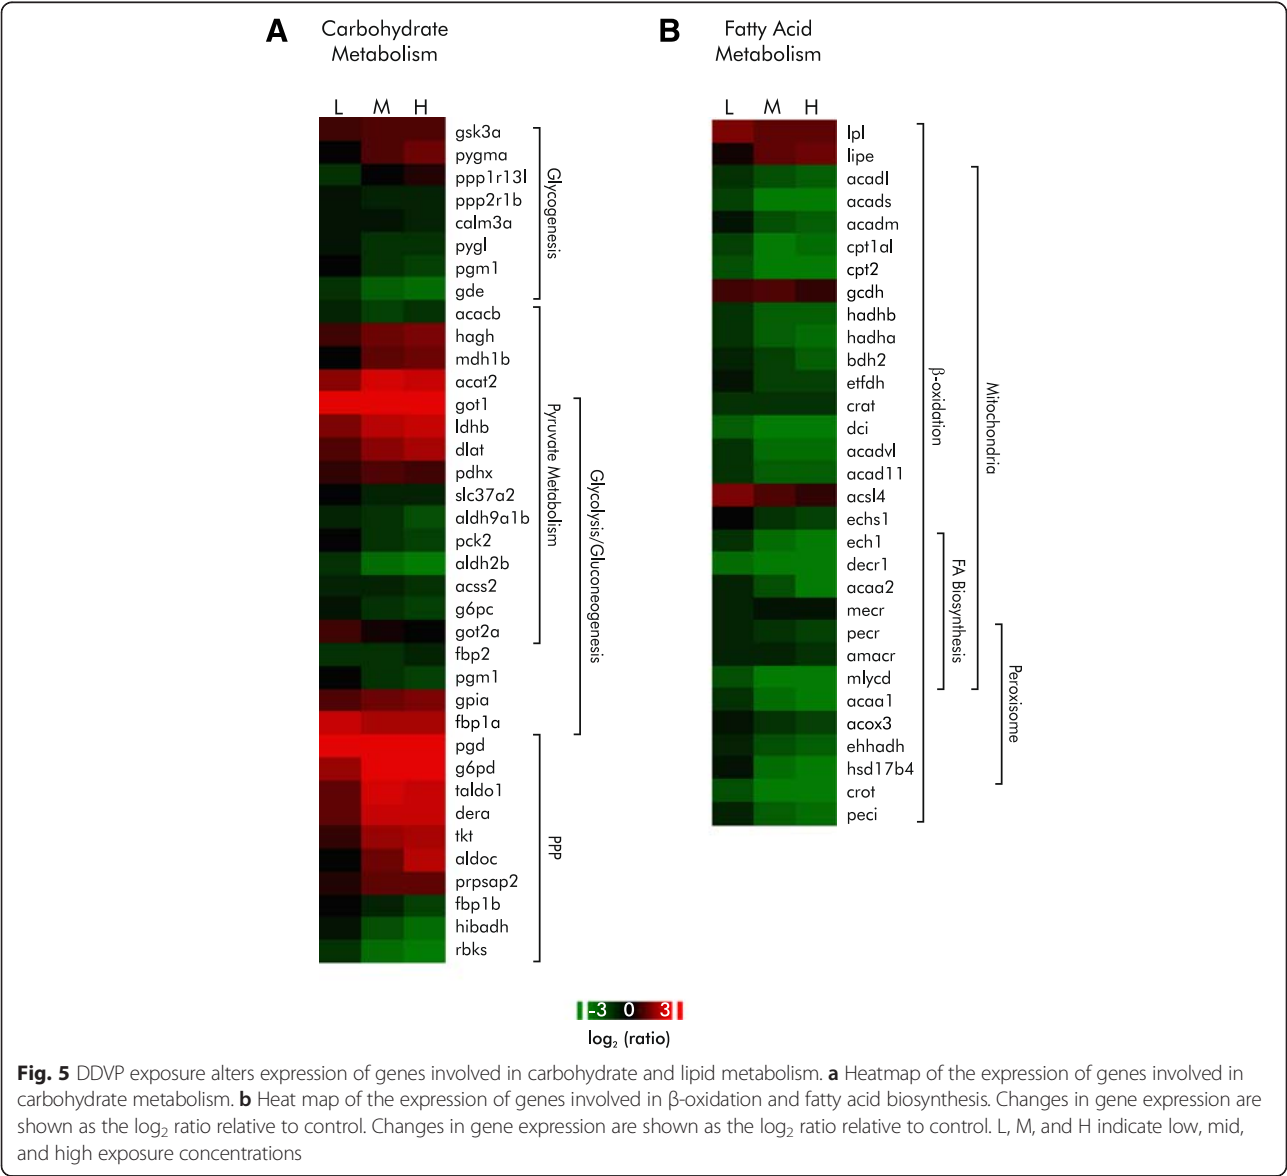 A
Carbohydrate
Metabolism
L M H
gsk3a
pygma
ppp1r13l
ppp2r1b
calm3a
pygl
pgm1
gde
acacb
hagh
mdh1b
acat2
got1
ldhb
dlat
pdhx
slc37a2
aldh9a1b
pck2
aldh2b
acss2
g6pc
got2a
fbp2
pgm1
gpia
fbp1a
pgd
g6pd
taldo1
dera
tkt
aldoc
prpsap2
fbp1b
hibadh
rbks
Glycogenesis
Pyruvate Metabolism
Glycolysis/Gluconeogenesis
PPP
B
Fatty Acid
Metabolism
L M H
lpl
lipe
acadl
acads
acadm
cpt1al
cpt2
gcdh
hadhb
hadha
bdh2
etfdh
crat
dci
acadvl
acad11
acsl4
echs1
ech1
decr1
acaa2
mecr
pecr
amacr
mlycd
acaa1
acox3
ehhadh
hsd17b4
crot
peci
β-oxidation
FA Biosynthesis
Mitochondria
Peroxisome
-3 0 3
log₂ (ratio)
Fig. 5 DDVP exposure alters expression of genes involved in carbohydrate and lipid metabolism. a Heatmap of the expression of genes involved in
carbohydrate metabolism. b Heat map of the expression of genes involved in β-oxidation and fatty acid biosynthesis. Changes in gene expression are
shown as the log₂ ratio relative to control. Changes in gene expression are shown as the log₂ ratio relative to control. L, M, and H indicate low, mid,
and high exposure concentrations